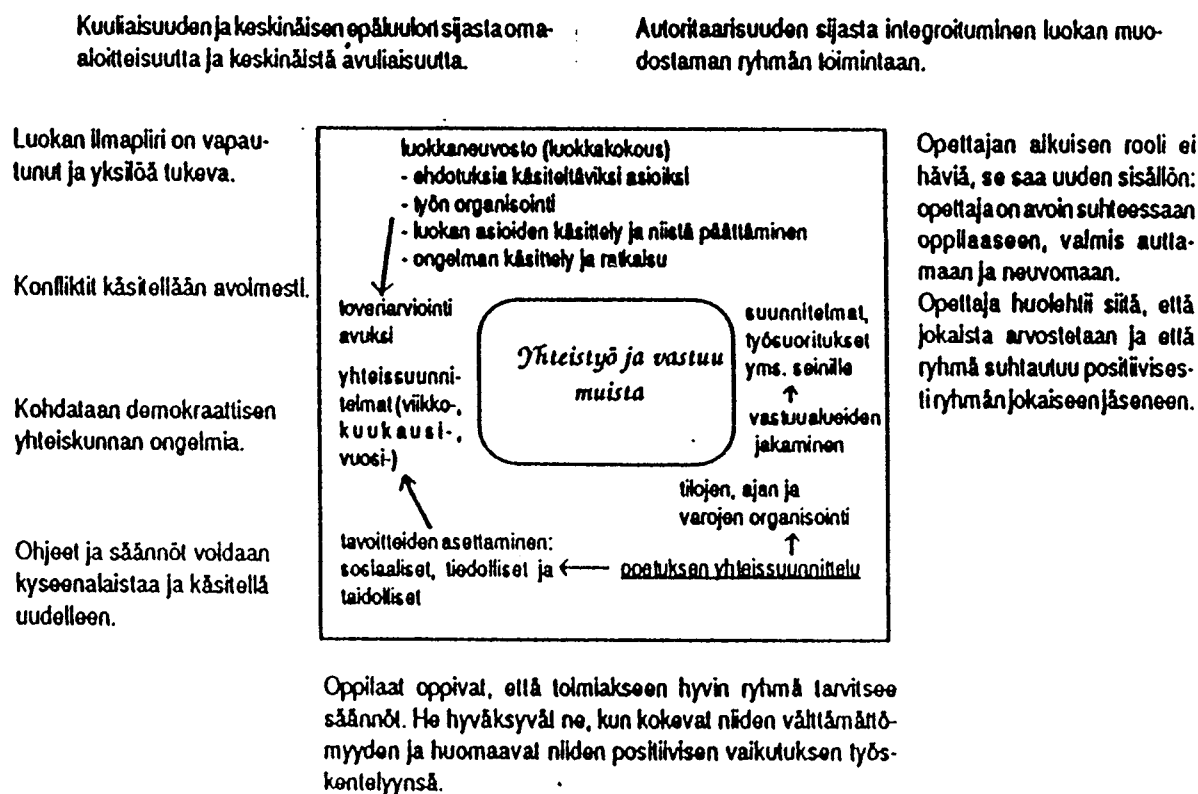 Kuuliaisuuden ja keskinäisen epäluulon sijasta oma-
aloitteisuutta ja keskinäistä avuliaisuutta.
Autoritaarisuuden sijasta integroituminen luokan muo-
dostaman ryhmän toimintaan.
Luokan ilmapiiri on vapau-
tunut ja yksilöä tukeva.
Konfliktit käsitellään avoimesti.
Kohdataan demokraattisen
yhteiskunnan ongelmia.
Ohjeet ja säännöt voidaan
kyseenalaistaa ja käsitellä
uudelleen.
luokkaneuvosto (luokkakokous)
- ehdotuksia käsiteltäviksi asioiksi
- työn organisointi
- luokan asioiden käsittely ja niistä päättäminen
- ongelman käsittely ja ratkaisu
toveriarviointi
avuksi
yhteissuunni-
telmat (viikko-,
kuukausi-,
vuosi-)
Yhteistyö ja vastuu
muista
suunnitelmat,
työsuoritukset
yms. seinille
↑
vastuualueiden
jakaminen
tilojen, ajan ja
varojen organisointi
↑
tavoitteiden asettaminen:
sosiaaliset, tiedolliset ja ← opetuksen yhteissuunnittelu
taidolliset
Opettajan aikuisen rooli ei
häviä, se saa uuden sisällön:
opettaja on avoin suhteessaan
oppilaaseen, valmis autta-
maan ja neuvomaan.
Opettaja huolehtii siitä, että
jokaista arvostetaan ja että
ryhmä suhtautuu positiivises-
ti ryhmän jokaiseen jäseneen.
Oppilaat oppivat, että toimiakseen hyvin ryhmä tarvitsee
säännöt. He hyväksyvät ne, kun kokevat niiden välttämättö-
myyden ja huomaavat niiden positiivisen vaikutuksen työs-
kentelyynsä.